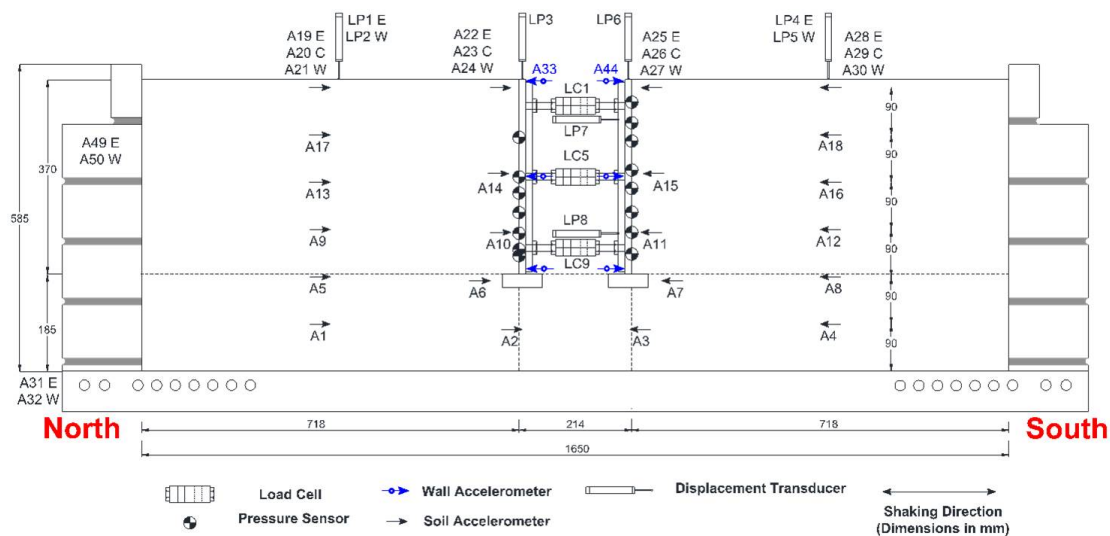 LP1 E
LP2 W
LP3
LP6
LP4 E
LP5 W
A19 E
A20 C
A21 W
A22 E
A23 C
A24 W
A25 E
A26 C
A27 W
A28 E
A29 C
A30 W
A33
A44
LC1
LP7
90
A49 E
A50 W
A17
A18
370
LC5
90
A13
A14
A15
A16
585
LP8
90
A9
A10
A11
A12
LC9
90
A5
A6
A7
A8
90
185
A1
A2
A3
A4
90
A31 E
A32 W
North
South
718
214
718
1650
Load Cell
Wall Accelerometer
Displacement Transducer
Pressure Sensor
Soil Accelerometer
Shaking Direction
(Dimensions in mm)